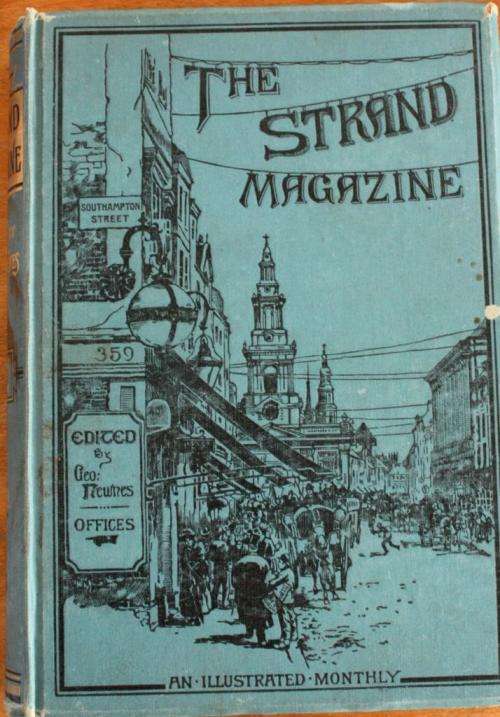 THE
STRAND
MAGAZINE
SOUTHAMPTON
STREET
359
EDITED
By
Geo:
Newnes
OFFICES
AN·ILLUSTRATED·MONTHLY